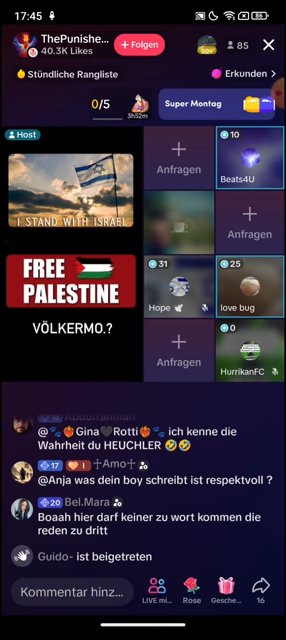 17:45
86
ThePunishe...
40.3K Likes
+ Folgen
85
Stündliche Rangliste
Erkunden >
0/5
3h52m
Super Montag
Host
I STAND WITH ISRAEL
FREE
PALESTINE
VÖLKERMO.?
Anfragen
10
Beats4U
Anfragen
31
Hope
25
love bug
Anfragen
0
HurrikanFC
Abdurrahman
@🐾❤️‍🔥Gina🖤Rotti❤️‍🔥🐾 ich kenne die
Wahrheit du HEUCHLER 🤣🤣
17 I ♱Amo♱
@Anja was dein boy schreibt ist respektvoll ?
20 Bel.Mara
Boaah hier darf keiner zu wort kommen die
reden zu dritt
Guido- ist beigetreten
Kommentar hinz...
LIVE mi...
Rose
Gesche...
16